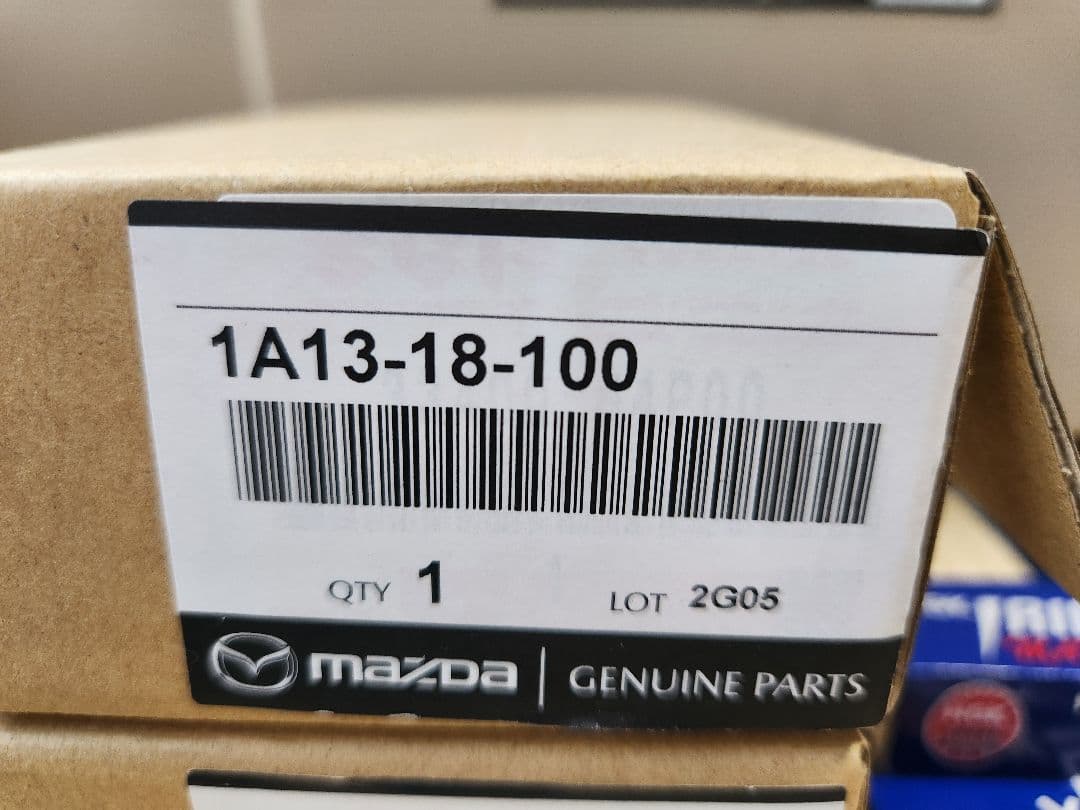 1A13-18-100
QTY 1
LOT 2G05
mazda
GENUINE PARTS